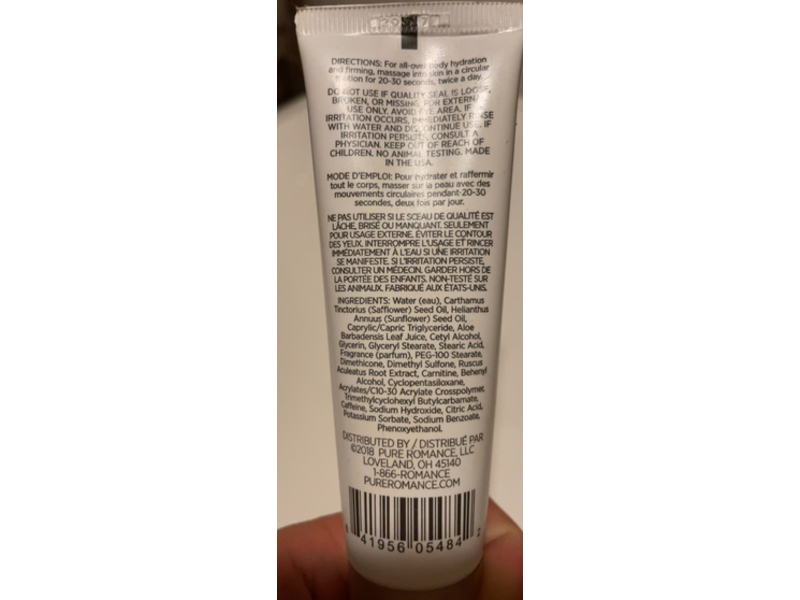 DIRECTIONS: For all-over body hydration
and firming, massage into skin in a circular
motion for 20-30 seconds, twice a day.
DO NOT USE IF QUALITY SEAL IS LOOSE,
BROKEN, OR MISSING. FOR EXTERNAL
USE ONLY. AVOID EYE AREA. IF
IRRITATION OCCURS, IMMEDIATELY RINSE
WITH WATER AND DISCONTINUE USE. IF
IRRITATION PERSISTS, CONSULT A
PHYSICIAN. KEEP OUT OF REACH OF
CHILDREN. NO ANIMAL TESTING. MADE
IN THE USA.
MODE D'EMPLOI: Pour hydrater et raffermir
tout le corps, masser sur la peau avec des
mouvements circulaires pendant 20-30
secondes, deux fois par jour.
NE PAS UTILISER SI LE SCEAU DE QUALITÉ EST
LÂCHE, BRISÉ OU MANQUANT. SEULEMENT
POUR USAGE EXTERNE. ÉVITER LE CONTOUR
DES YEUX. INTERROMPRE L'USAGE ET RINCER
IMMÉDIATEMENT À L'EAU SI UNE IRRITATION
SE MANIFESTE. SI L'IRRITATION PERSISTE,
CONSULTER UN MÉDECIN. GARDER HORS DE
LA PORTÉE DES ENFANTS. NON-TESTÉ SUR
LES ANIMAUX. FABRIQUÉ AUX ÉTATS-UNIS.
INGREDIENTS: Water (eau), Carthamus
Tinctorius (Safflower) Seed Oil, Helianthus
Annuus (Sunflower) Seed Oil,
Caprylic/Capric Triglyceride, Aloe
Barbadensis Leaf Juice, Cetyl Alcohol,
Glycerin, Glyceryl Stearate, Stearic Acid,
Fragrance (parfum), PEG-100 Stearate,
Dimethicone, Dimethyl Sulfone, Ruscus
Aculeatus Root Extract, Carnitine, Behenyl
Alcohol, Cyclopentasiloxane,
Acrylates/C10-30 Acrylate Crosspolymer,
Trimethylcyclohexyl Butylcarbamate,
Caffeine, Sodium Hydroxide, Citric Acid,
Potassium Sorbate, Sodium Benzoate,
Phenoxyethanol.
DISTRIBUTED BY / DISTRIBUÉ PAR
©2018 PURE ROMANCE, LLC
LOVELAND, OH 45140
1-866-ROMANCE
PUREROMANCE.COM
41956 05484 2